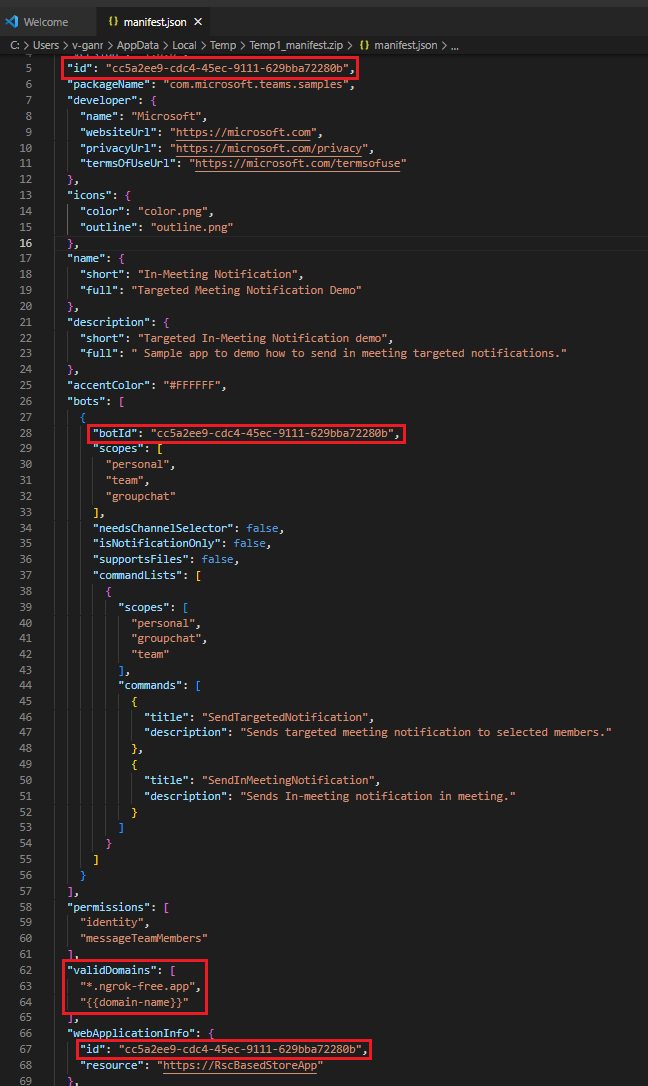 Welcome
manifest.json ×
C: > Users > v-ganr > AppData > Local > Temp > Temp1_manifest.zip > {} manifest.json > ...
5 "id": "cc5a2ee9-cdc4-45ec-9111-629bba72280b",
6 "packageName": "com.microsoft.teams.samples",
7 "developer": {
8 "name": "Microsoft",
9 "websiteUrl": "https://microsoft.com",
10 "privacyUrl": "https://microsoft.com/privacy",
11 "termsOfUseUrl": "https://microsoft.com/termsofuse"
12 },
13 "icons": {
14 "color": "color.png",
15 "outline": "outline.png"
16 },
17 "name": {
18 "short": "In-Meeting Notification",
19 "full": "Targeted Meeting Notification Demo"
20 },
21 "description": {
22 "short": "Targeted In-Meeting Notification demo",
23 "full": " Sample app to demo how to send in meeting targeted notifications."
24 },
25 "accentColor": "#FFFFFF",
26 "bots": [
27 {
28 "botId": "cc5a2ee9-cdc4-45ec-9111-629bba72280b",
29 "scopes": [
30 "personal",
31 "team",
32 "groupchat"
33 ],
34 "needsChannelSelector": false,
35 "isNotificationOnly": false,
36 "supportsFiles": false,
37 "commandLists": [
38 {
39 "scopes": [
40 "personal",
41 "groupchat",
42 "team"
43 ],
44 "commands": [
45 {
46 "title": "SendTargetedNotification",
47 "description": "Sends targeted meeting notification to selected members."
48 },
49 {
50 "title": "SendInMeetingNotification",
51 "description": "Sends In-meeting notification in meeting."
52 }
53 ]
54 }
55 ]
56 }
57 ],
58 "permissions": [
59 "identity",
60 "messageTeamMembers"
61 ],
62 "validDomains": [
63 "*.ngrok-free.app",
64 "{{domain-name}}"
65 ],
66 "webApplicationInfo": {
67 "id": "cc5a2ee9-cdc4-45ec-9111-629bba72280b",
68 "resource": "https://RscBasedStoreApp"
69 },